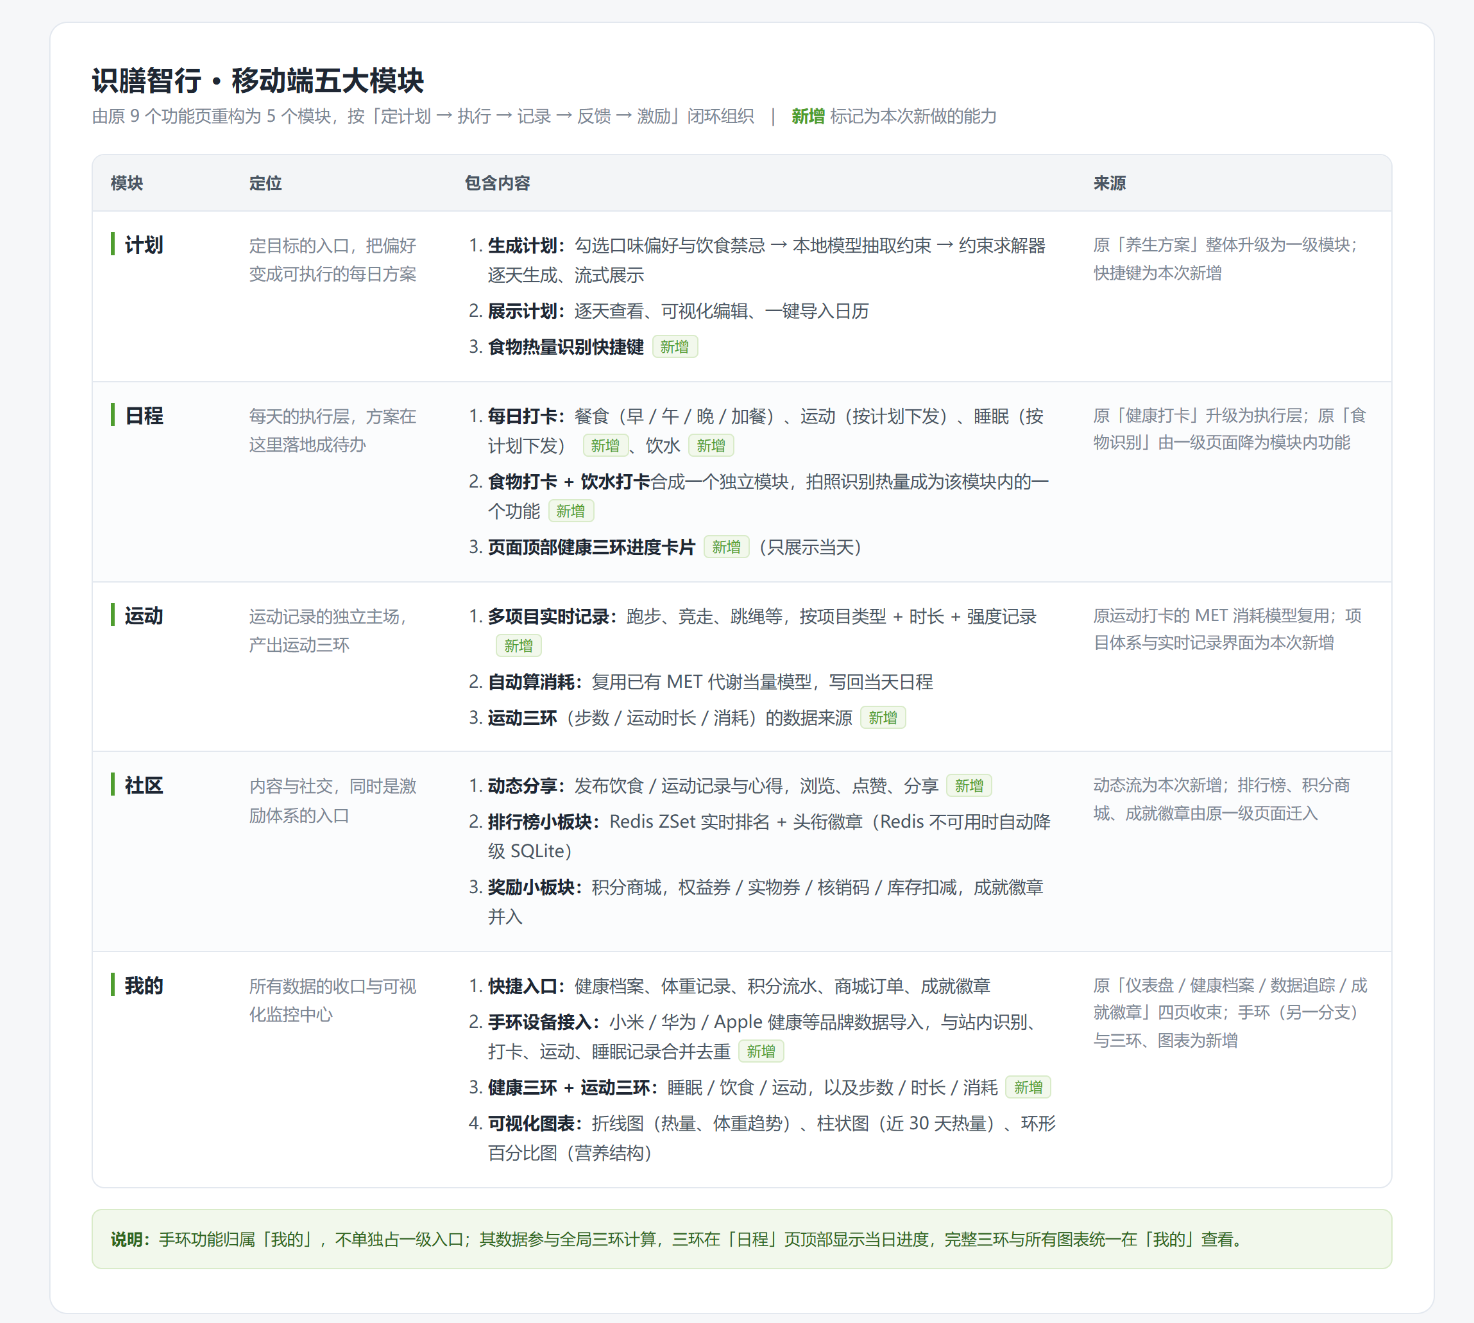 识膳智行 · 移动端五大模块
由原 9 个功能页重构为 5 个模块，按「定计划 → 执行 → 记录 → 反馈 → 激励」闭环组织 | 新增 标记为本次新做的能力
模块 定位 包含内容 来源
计划
定目标的入口，把偏好
变成可执行的每日方案
1. 生成计划：勾选口味偏好与饮食禁忌 → 本地模型抽取约束 → 约束求解器
逐天生成、流式展示
2. 展示计划：逐天查看、可视化编辑、一键导入日历
3. 食物热量识别快捷键 新增
原「养生方案」整体升级为一级模块；
快捷键为本次新增
日程
每天的执行层，方案在
这里落地成待办
1. 每日打卡：餐食（早 / 午 / 晚 / 加餐）、运动（按计划下发）、睡眠（按
计划下发） 新增 、饮水 新增
2. 食物打卡 + 饮水打卡合成一个独立模块，拍照识别热量成为该模块内的一
个功能 新增
3. 页面顶部健康三环进度卡片 新增 （只展示当天）
原「健康打卡」升级为执行层；原「食
物识别」由一级页面降为模块内功能
运动
运动记录的独立主场，
产出运动三环
1. 多项目实时记录：跑步、竞走、跳绳等，按项目类型 + 时长 + 强度记录
新增
2. 自动算消耗：复用已有 MET 代谢当量模型，写回当天日程
3. 运动三环（步数 / 运动时长 / 消耗）的数据来源 新增
原运动打卡的 MET 消耗模型复用；项
目体系与实时记录界面为本次新增
社区
内容与社交，同时是激
励体系的入口
1. 动态分享：发布饮食 / 运动记录与心得，浏览、点赞、分享 新增
2. 排行榜小板块：Redis ZSet 实时排名 + 头衔徽章（Redis 不可用时自动降
级 SQLite）
3. 奖励小板块：积分商城，权益券 / 实物券 / 核销码 / 库存扣减，成就徽章
并入
动态流为本次新增；排行榜、积分商
城、成就徽章由原一级页面迁入
我的
所有数据的收口与可视
化监控中心
1. 快捷入口：健康档案、体重记录、积分流水、商城订单、成就徽章
2. 手环设备接入：小米 / 华为 / Apple 健康等品牌数据导入，与站内识别、
打卡、运动、睡眠记录合并去重 新增
3. 健康三环 + 运动三环：睡眠 / 饮食 / 运动，以及步数 / 时长 / 消耗 新增
4. 可视化图表：折线图（热量、体重趋势）、柱状图（近 30 天热量）、环形
百分比图（营养结构）
原「仪表盘 / 健康档案 / 数据追踪 / 成
就徽章」四页收束；手环（另一分支）
与三环、图表为新增
说明：手环功能归属「我的」，不单独占一级入口；其数据参与全局三环计算，三环在「日程」页顶部显示当日进度，完整三环与所有图表统一在「我的」查看。